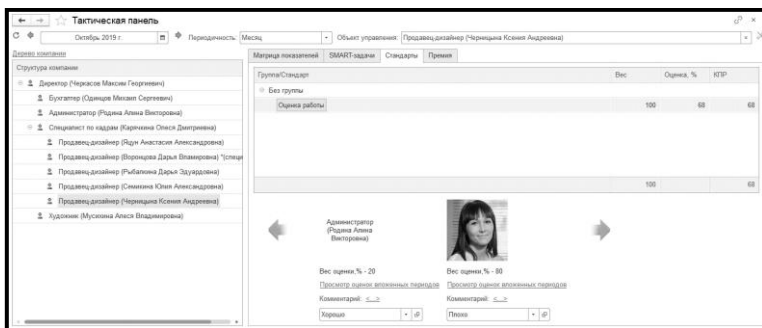 Тактическая панель
Октябрь 2019 г.
Периодичность: Месяц
Объект управления: Продавец-дизайнер (Черницына Ксения Андреевна)
Дерево компании
Структура компании
Директор (Черкасов Максим Георгиевич)
Бухгалтер (Одинцов Михаил Сергеевич)
Администратор (Родина Алина Викторовна)
Специалист по кадрам (Карячкина Олеся Дмитриевна)
Продавец-дизайнер (Яцун Анастасия Александровна)
Продавец-дизайнер (Воронцова Дарья Владимировна) *(специ
Продавец-дизайнер (Рыбалкина Дарья Эдуардовна)
Продавец-дизайнер (Семихина Юлия Александровна)
Продавец-дизайнер (Черницына Ксения Андреевна)
Художник (Мусихина Алеся Владимировна)
Матрица показателей SMART-задачи Стандарты Премия
Группа/Стандарт Вес Оценка, % КПР
Без группы
Оценка работы 100 68 68
100 68
Администратор
(Родина Алина
Викторовна)
Вес оценки,% - 20 Вес оценки,% - 80
Просмотр оценок вложенных периодов Просмотр оценок вложенных периодов
Комментарий: <...> Комментарий: <...>
Хорошо Плохо